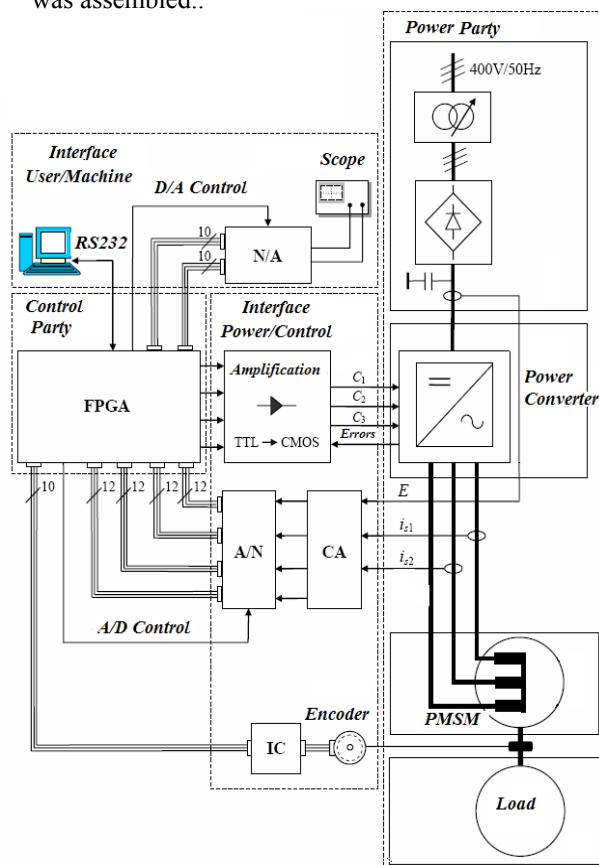 was assembled..
Power Party
400V/50Hz
Interface
User/Machine
Scope
D/A Control
RS232
10
10
N/A
Control
Party
Interface
Power/Control
FPGA
Amplification
TTL → CMOS
C1
C2
C3
Errors
Power
Converter
10
12
12
12
12
A/N
CA
E
is1
is2
A/D Control
PMSM
Encoder
IC
Load